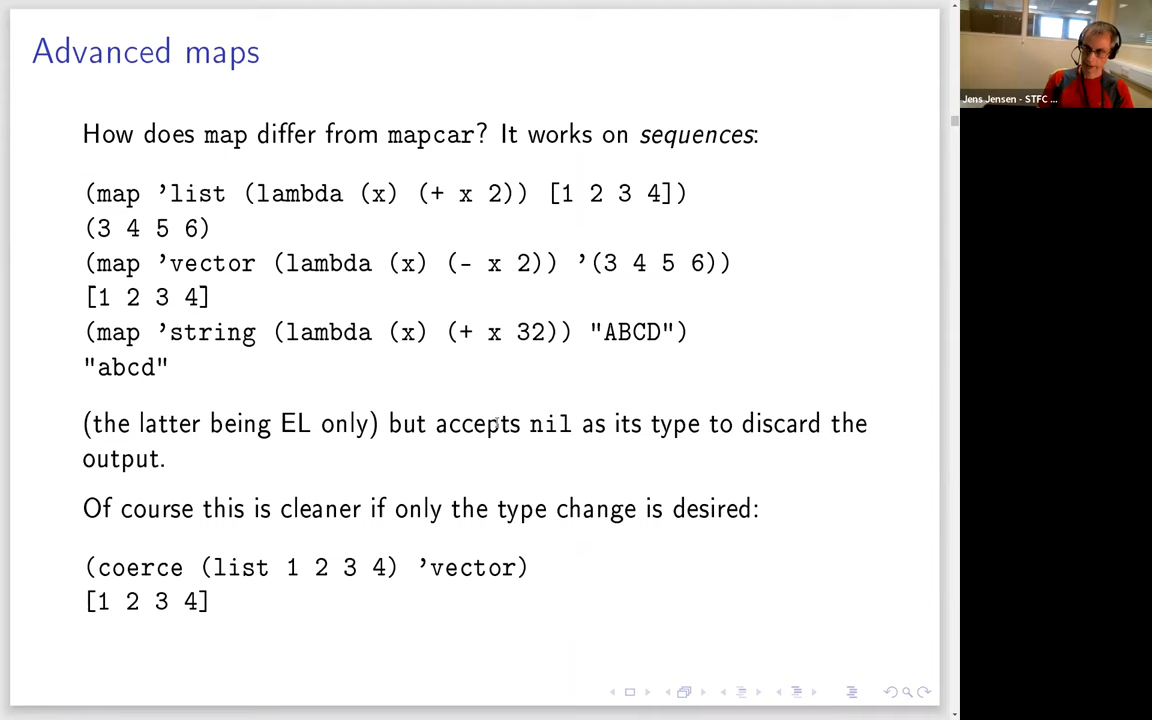 Advanced maps
How does map differ from mapcar? It works on sequences:
(map ’list (lambda (x) (+ x 2)) [1 2 3 4])
(3 4 5 6)
(map ’vector (lambda (x) (- x 2)) ’(3 4 5 6))
[1 2 3 4]
(map ’string (lambda (x) (+ x 32)) "ABCD")
"abcd"
(the latter being EL only) but accepts nil as its type to discard the
output.
Of course this is cleaner if only the type change is desired:
(coerce (list 1 2 3 4) ’vector)
[1 2 3 4]
Jens Jensen - STFC ...